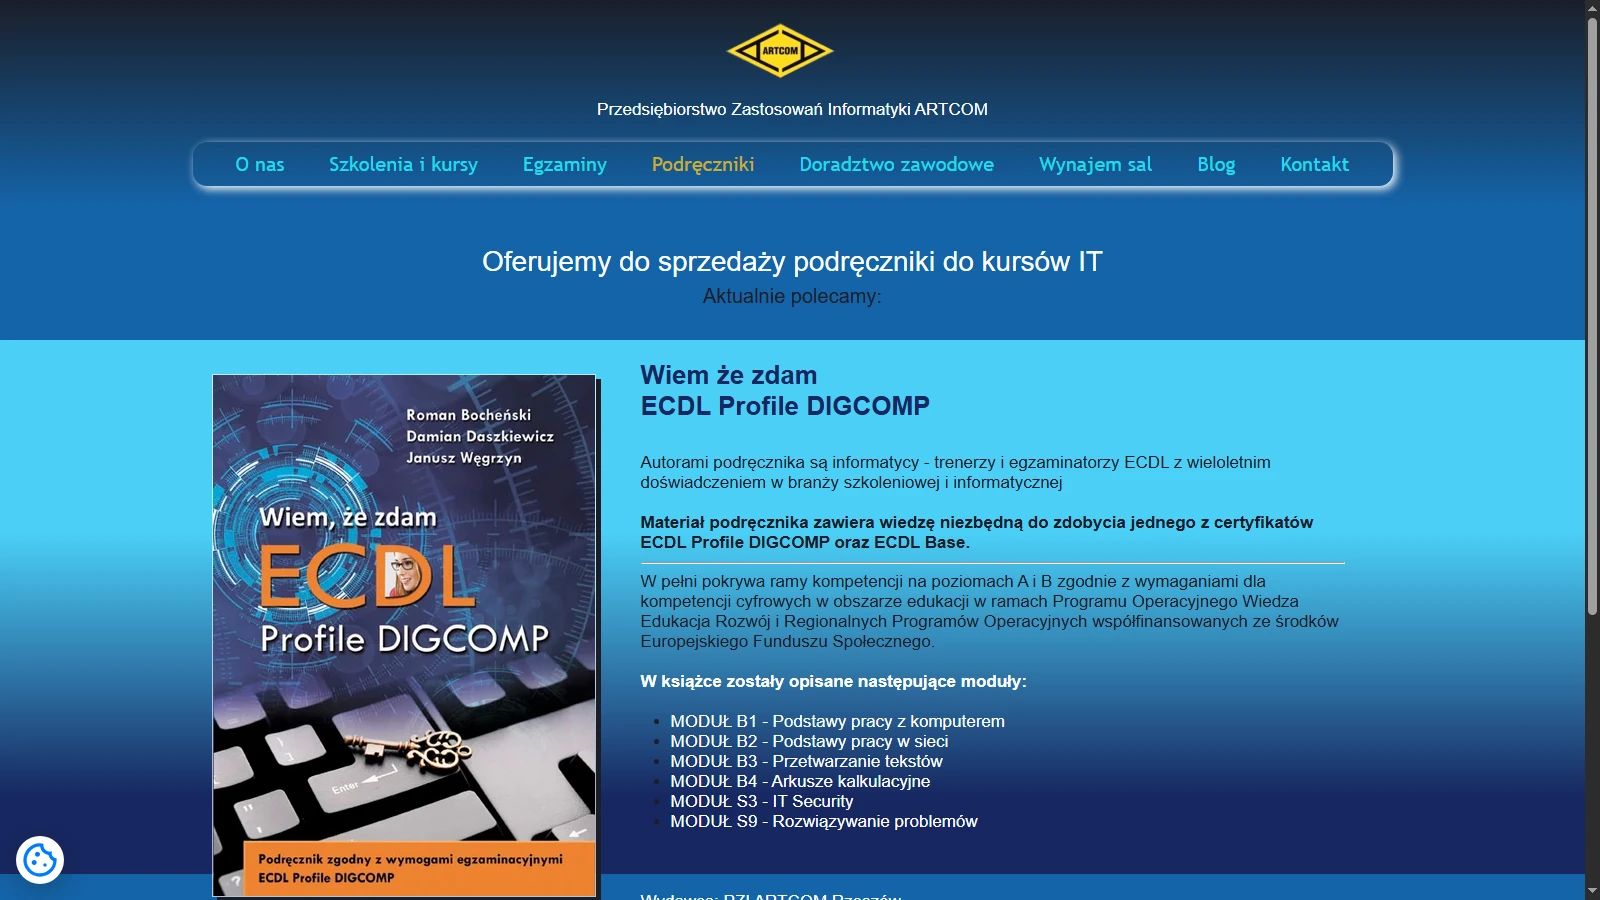 ARTCOM
Przedsiębiorstwo Zastosowań Informatyki ARTCOM
O nas
Szkolenia i kursy
Egzaminy
Podręczniki
Doradztwo zawodowe
Wynajem sal
Blog
Kontakt
Oferujemy do sprzedaży podręczniki do kursów IT
Aktualnie polecamy:
Roman Bocheński
Damian Daszkiewicz
Janusz Węgrzyn
Wiem, że zdam
ECDL
Profile DIGCOMP
Enter
Podręcznik zgodny z wymogami egzaminacyjnymi
ECDL Profile DIGCOMP
Wiem że zdam
ECDL Profile DIGCOMP
Autorami podręcznika są informatycy - trenerzy i egzaminatorzy ECDL z wieloletnim
doświadczeniem w branży szkoleniowej i informatycznej
Materiał podręcznika zawiera wiedzę niezbędną do zdobycia jednego z certyfikatów
ECDL Profile DIGCOMP oraz ECDL Base.
W pełni pokrywa ramy kompetencji na poziomach A i B zgodnie z wymaganiami dla
kompetencji cyfrowych w obszarze edukacji w ramach Programu Operacyjnego Wiedza
Edukacja Rozwój i Regionalnych Programów Operacyjnych współfinansowanych ze środków
Europejskiego Funduszu Społecznego.
W książce zostały opisane następujące moduły:
MODUŁ B1 - Podstawy pracy z komputerem
MODUŁ B2 - Podstawy pracy w sieci
MODUŁ B3 - Przetwarzanie tekstów
MODUŁ B4 - Arkusze kalkulacyjne
MODUŁ S3 - IT Security
MODUŁ S9 - Rozwiązywanie problemów
Wydawca: PZI ARTCOM Rzeszów